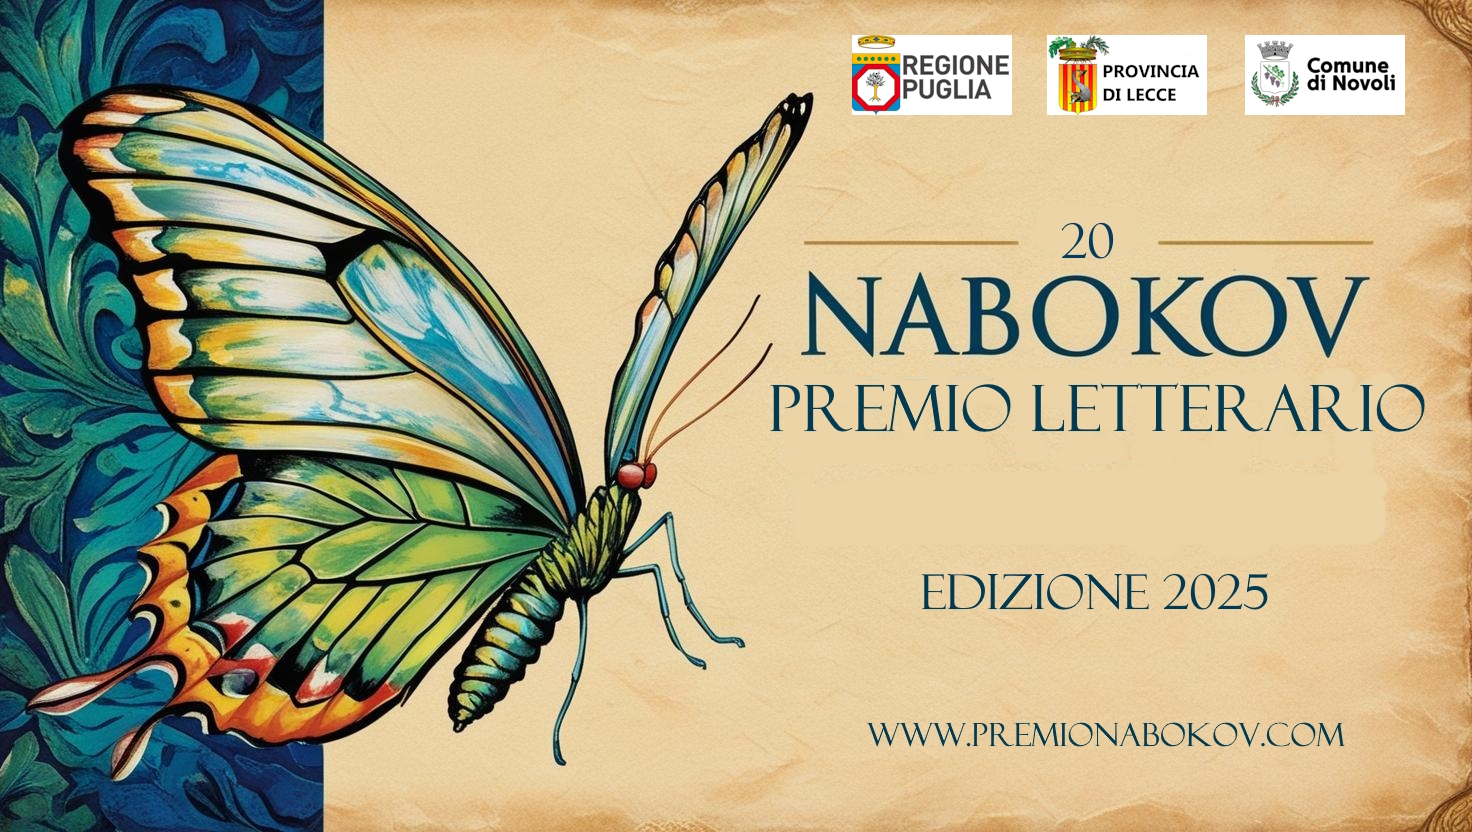 REGIONE
PUGLIA
PROVINCIA
DI LECCE
Comune
di Novoli
20
NABOKOV
PREMIO LETTERARIO
EDIZIONE 2025
WWW.PREMIONABOKOV.COM